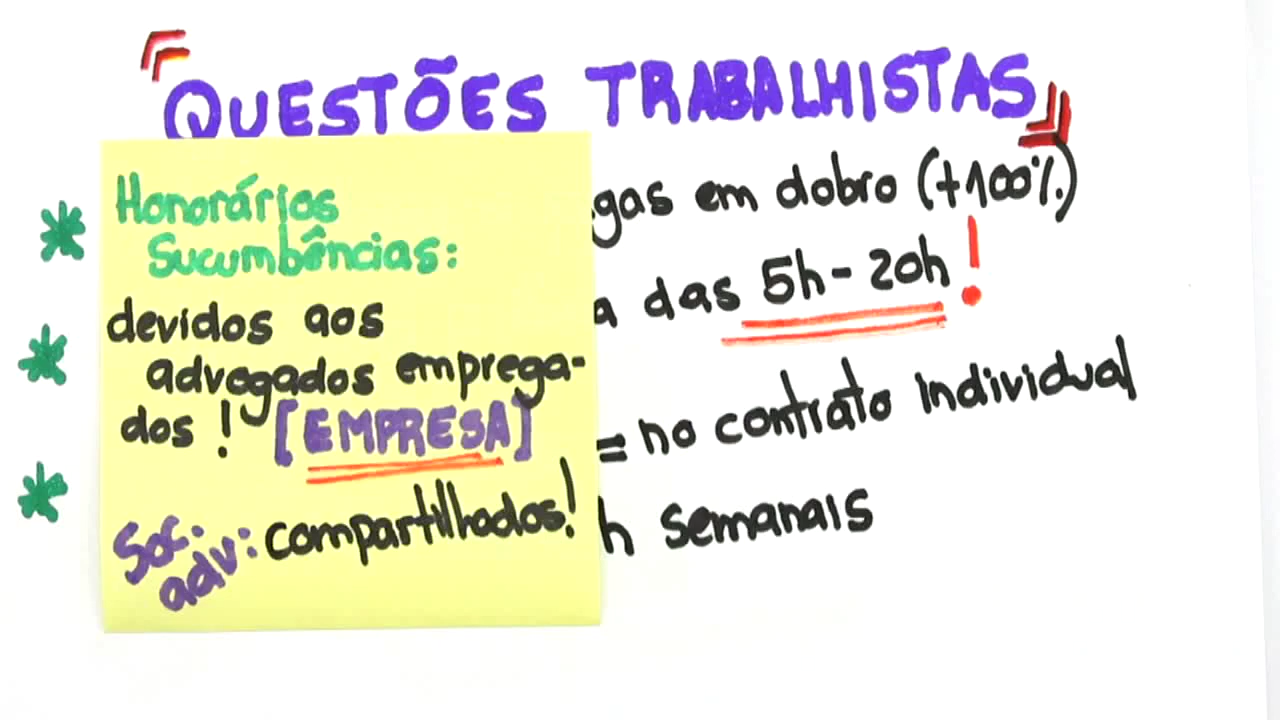 QUESTÕES TRABALHISTAS
Honorários
Sucumbências:
devidos aos
advogados emprega-
dos ! [EMPRESA]
Soc. adv: compartilhados!
em dobro (+100%)
das 5h - 20h !
= no contrato individual
h semanais